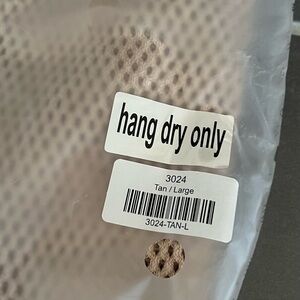 hang dry only
3024
Tan / Large
3024-TAN-L